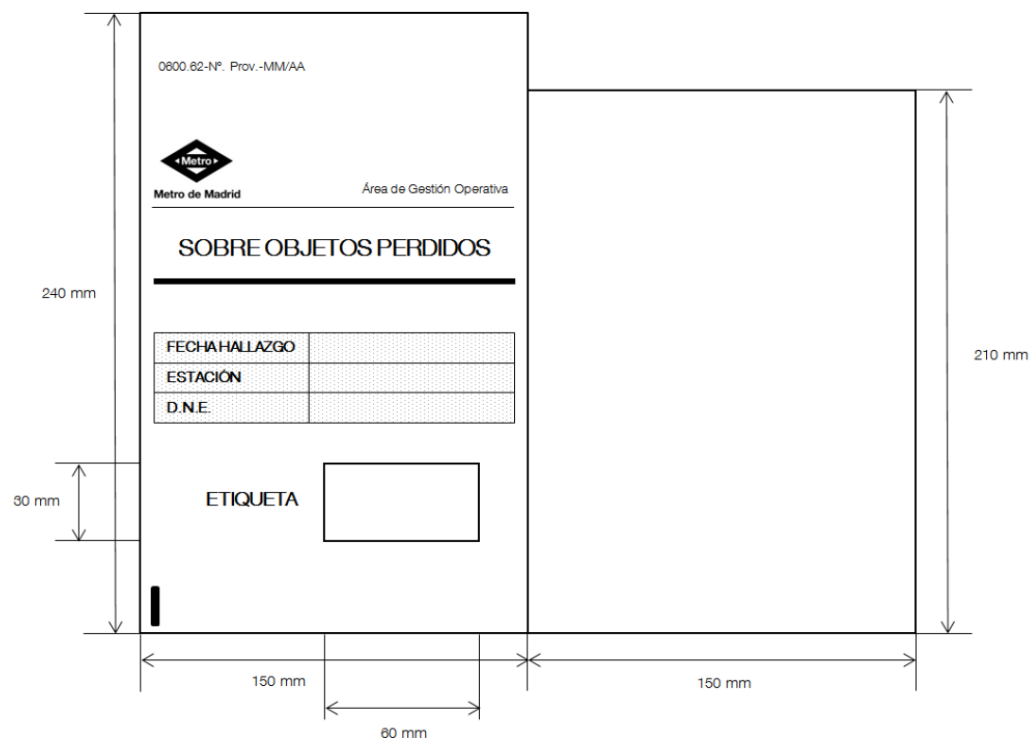 0600.62-Nº. Prov.-MM/AA
Metro
Metro de Madrid
Área de Gestión Operativa
SOBRE OBJETOS PERDIDOS
240 mm
FECHA HALLAZGO
ESTACIÓN
D.N.E.
210 mm
30 mm
ETIQUETA
150 mm
150 mm
60 mm